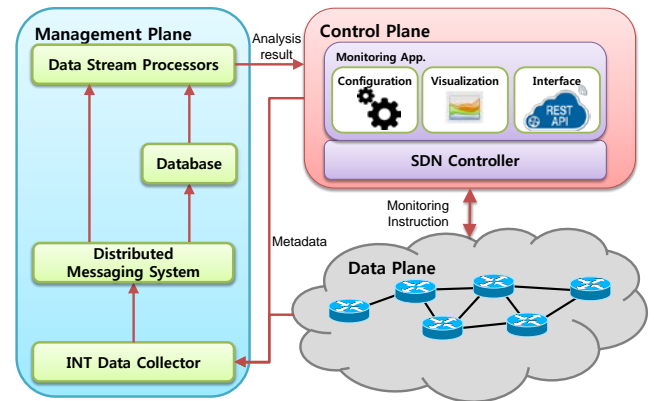 Management Plane
Data Stream Processors
Database
Distributed
Messaging System
INT Data Collector
Analysis
result
Control Plane
Monitoring App.
Configuration
Visualization
Interface
REST
API
SDN Controller
Monitoring
Instruction
Metadata
Data Plane